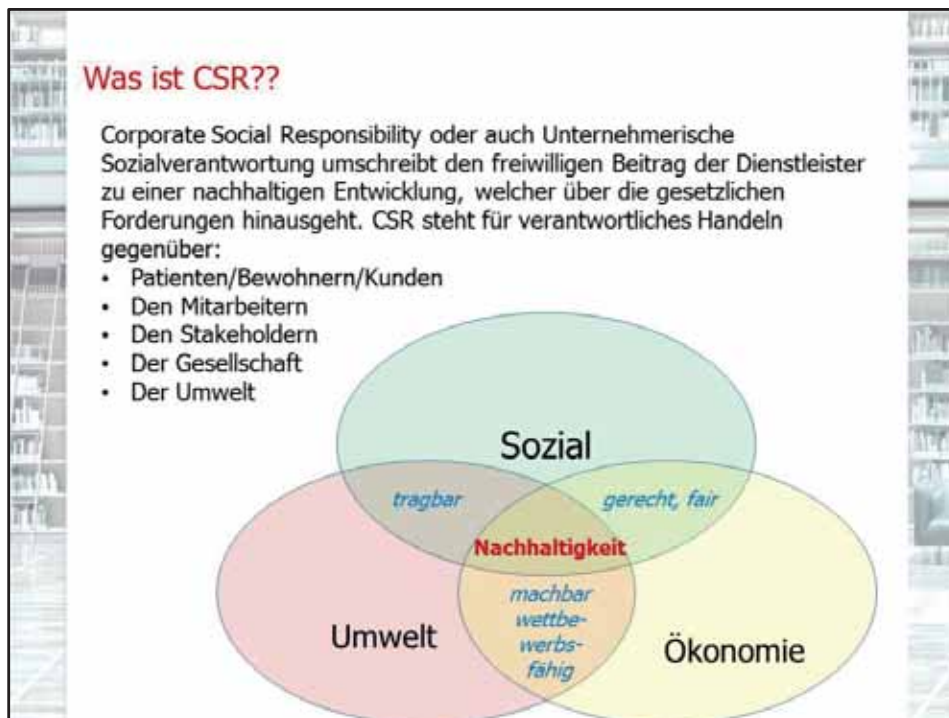 Was ist CSR??
Corporate Social Responsibility oder auch Unternehmerische
Sozialverantwortung umschreibt den freiwilligen Beitrag der Dienstleister
zu einer nachhaltigen Entwicklung, welcher über die gesetzlichen
Forderungen hinausgeht. CSR steht für verantwortliches Handeln
gegenüber:
• Patienten/Bewohnern/Kunden
• Den Mitarbeitern
• Den Stakeholdern
• Der Gesellschaft
• Der Umwelt
Sozial
tragbar
gerecht, fair
Nachhaltigkeit
machbar
wettbe-
werbs-
fähig
Umwelt
Ökonomie